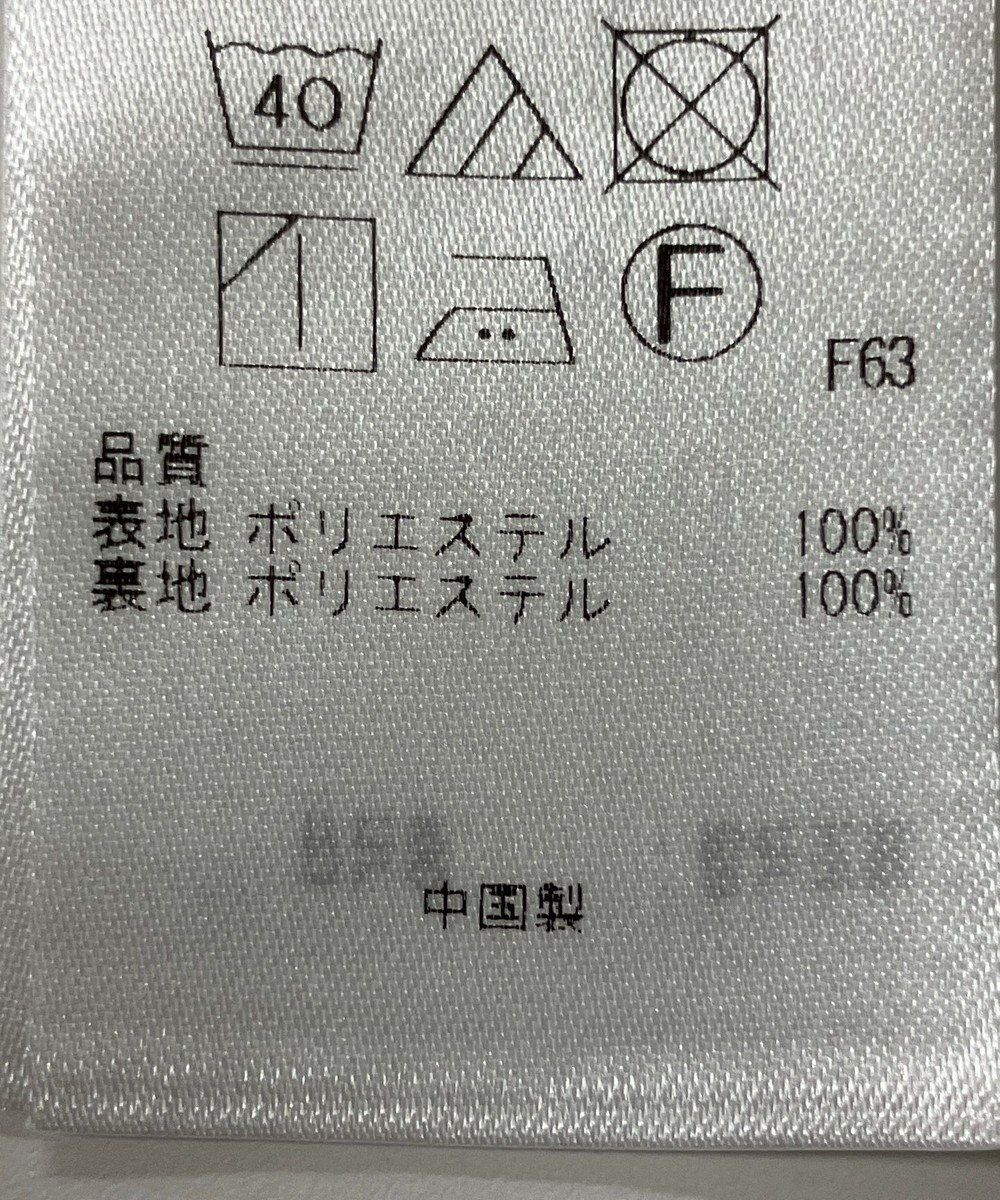 40
F
F63
品質
表地 ポリエステル 100%
裏地 ポリエステル 100%
中国製